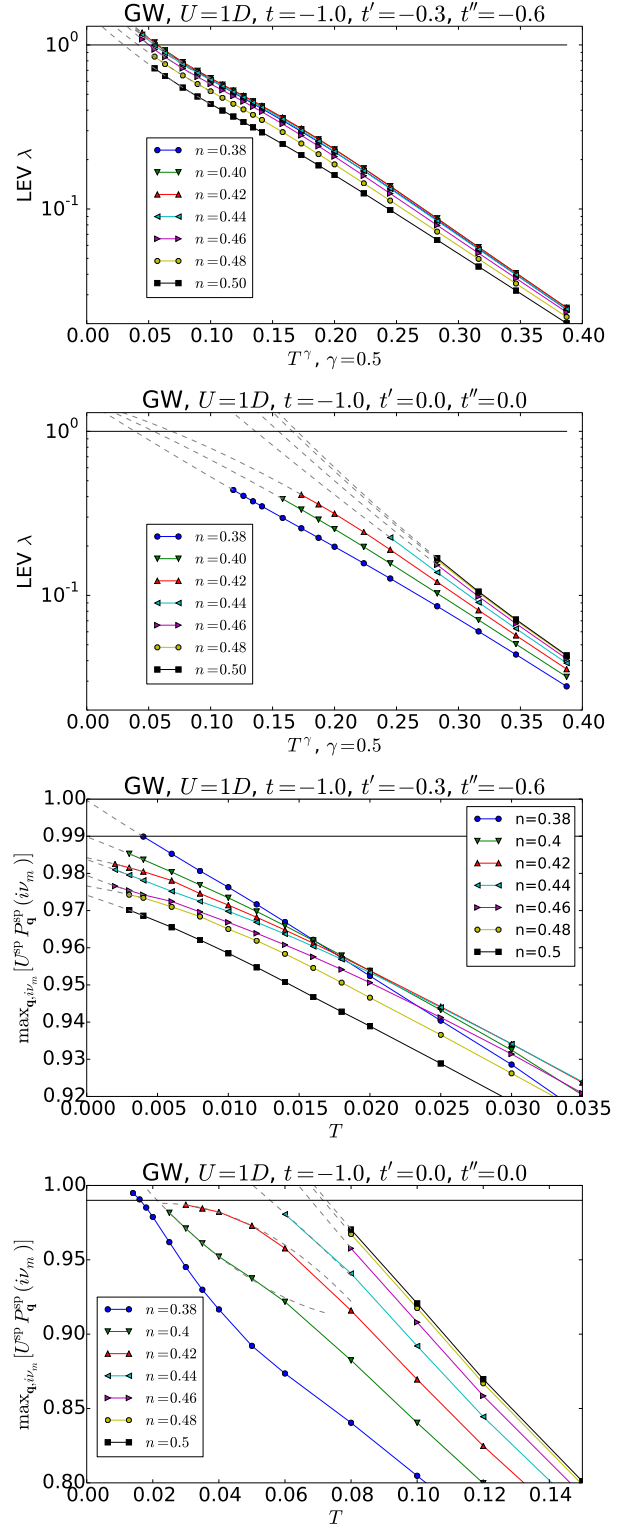 GW, U=1D, t=−1.0, t′=−0.3, t″=−0.6
10⁰
10⁻¹
LEV λ
n=0.38
n=0.40
n=0.42
n=0.44
n=0.46
n=0.48
n=0.50
0.00 0.05 0.10 0.15 0.20 0.25 0.30 0.35 0.40
T^γ, γ=0.5
GW, U=1D, t=−1.0, t′=0.0, t″=0.0
10⁰
10⁻¹
LEV λ
n=0.38
n=0.40
n=0.42
n=0.44
n=0.46
n=0.48
n=0.50
0.00 0.05 0.10 0.15 0.20 0.25 0.30 0.35 0.40
T^γ, γ=0.5
GW, U=1D, t=−1.0, t′=−0.3, t″=−0.6
1.00
0.99
0.98
0.97
0.96
0.95
0.94
0.93
0.92
max_{q,iν_m}[U^{sp} P_q^{sp}(iν_m)]
n=0.38
n=0.4
n=0.42
n=0.44
n=0.46
n=0.48
n=0.5
0.000 0.005 0.010 0.015 0.020 0.025 0.030 0.035
T
GW, U=1D, t=−1.0, t′=0.0, t″=0.0
1.00
0.95
0.90
0.85
0.80
max_{q,iν_m}[U^{sp} P_q^{sp}(iν_m)]
n=0.38
n=0.4
n=0.42
n=0.44
n=0.46
n=0.48
n=0.5
0.00 0.02 0.04 0.06 0.08 0.10 0.12 0.14
T